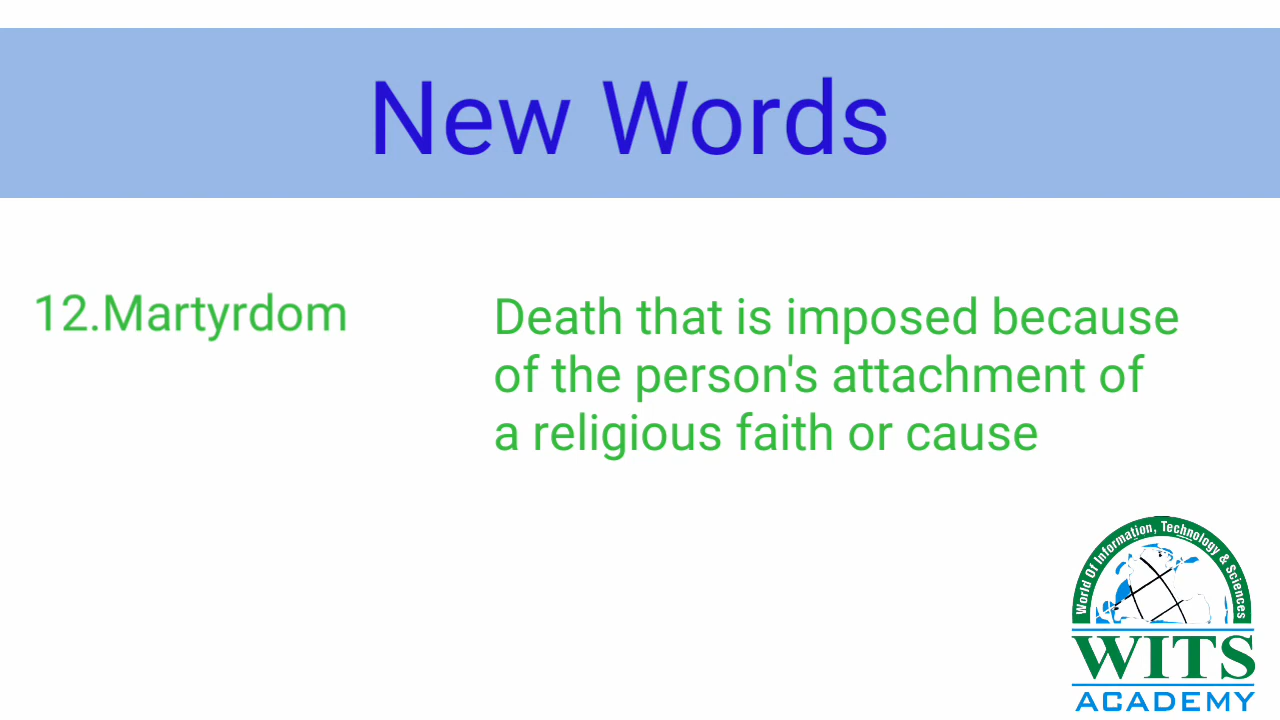 New Words
12.Martyrdom
Death that is imposed because
of the person's attachment of
a religious faith or cause
World Of Information, Technology & Sciences
WITS
ACADEMY